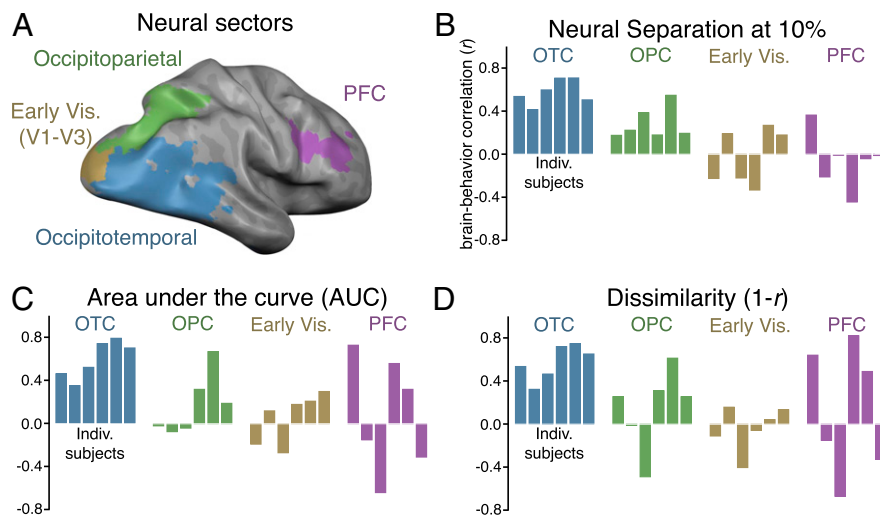 A
Neural sectors
Occipitoparietal
Early Vis.
(V1-V3)
PFC
Occipitotemporal
B
Neural Separation at 10%
brain-behavior correlation (r)
OTC
OPC
Early Vis.
PFC
0.8
0.4
0.0
-0.4
-0.8
Indiv.
subjects
C
Area under the curve (AUC)
OTC
OPC
Early Vis.
PFC
0.8
0.4
0.0
-0.4
-0.8
Indiv.
subjects
D
Dissimilarity (1-r)
OTC
OPC
Early Vis.
PFC
0.8
0.4
0.0
-0.4
-0.8
Indiv.
subjects